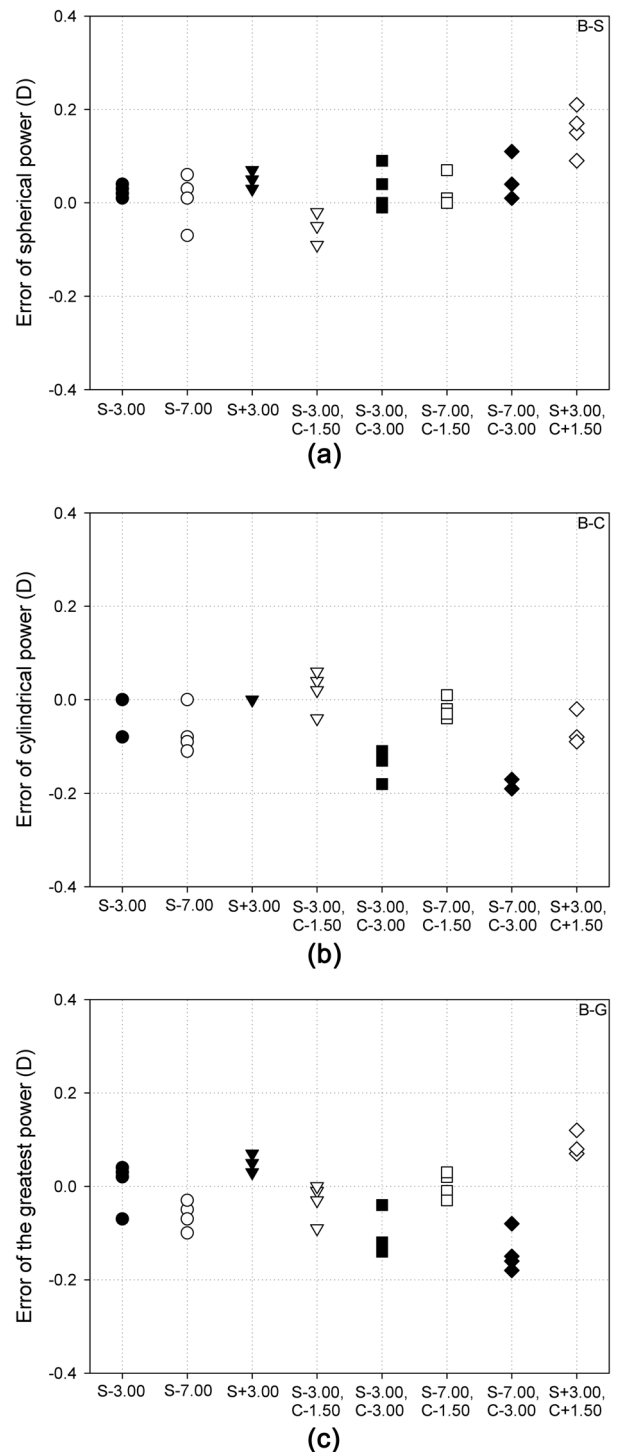 B-S
Error of spherical power (D)
0.4
0.2
0.0
-0.2
-0.4
S-3.00 S-7.00 S+3.00 S-3.00, S-3.00, S-7.00, S-7.00, S+3.00,
C-1.50 C-3.00 C-1.50 C-3.00 C+1.50
(a)
B-C
Error of cylindrical power (D)
0.4
0.2
0.0
-0.2
-0.4
S-3.00 S-7.00 S+3.00 S-3.00, S-3.00, S-7.00, S-7.00, S+3.00,
C-1.50 C-3.00 C-1.50 C-3.00 C+1.50
(b)
B-G
Error of the greatest power (D)
0.4
0.2
0.0
-0.2
-0.4
S-3.00 S-7.00 S+3.00 S-3.00, S-3.00, S-7.00, S-7.00, S+3.00,
C-1.50 C-3.00 C-1.50 C-3.00 C+1.50
(c)